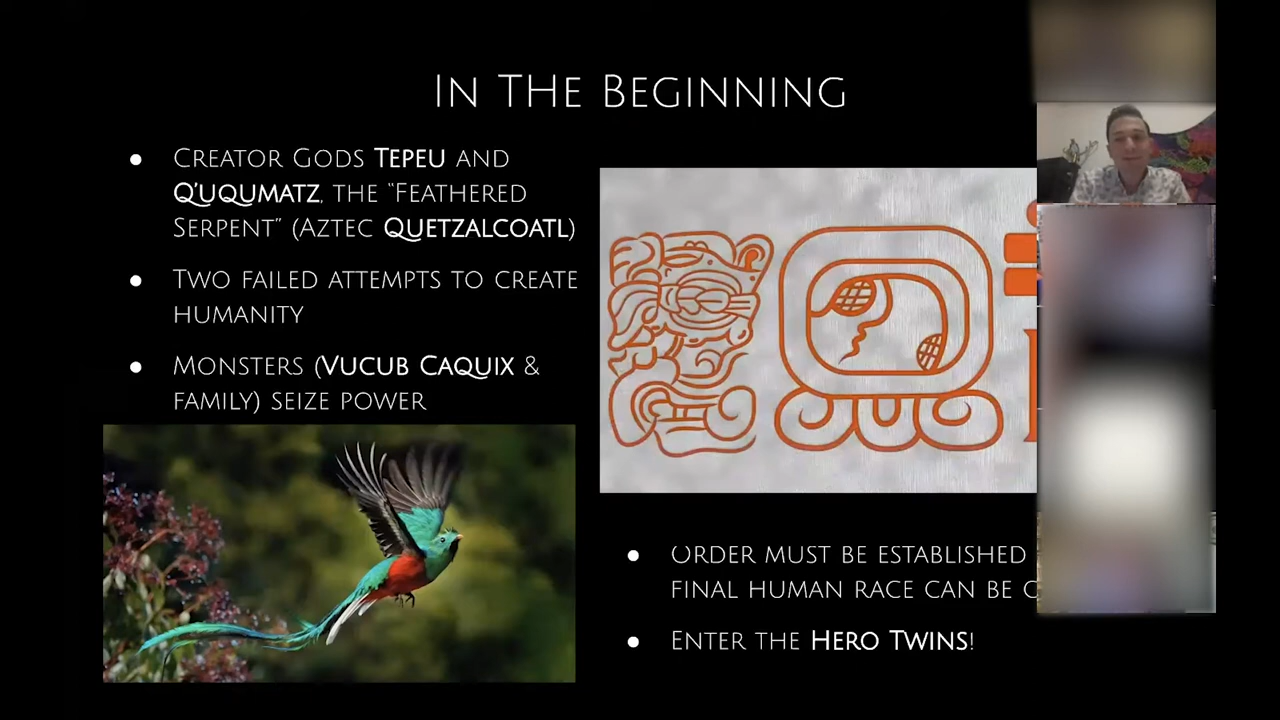 In The Beginning
● Creator Gods Tepeu and
Q'uqumatz, the "Feathered
Serpent" (Aztec Quetzalcoatl)
● Two failed attempts to create
humanity
● Monsters (Vucub Caquix &
family) seize power
● Order must be established
final human race can be
● Enter the Hero Twins!